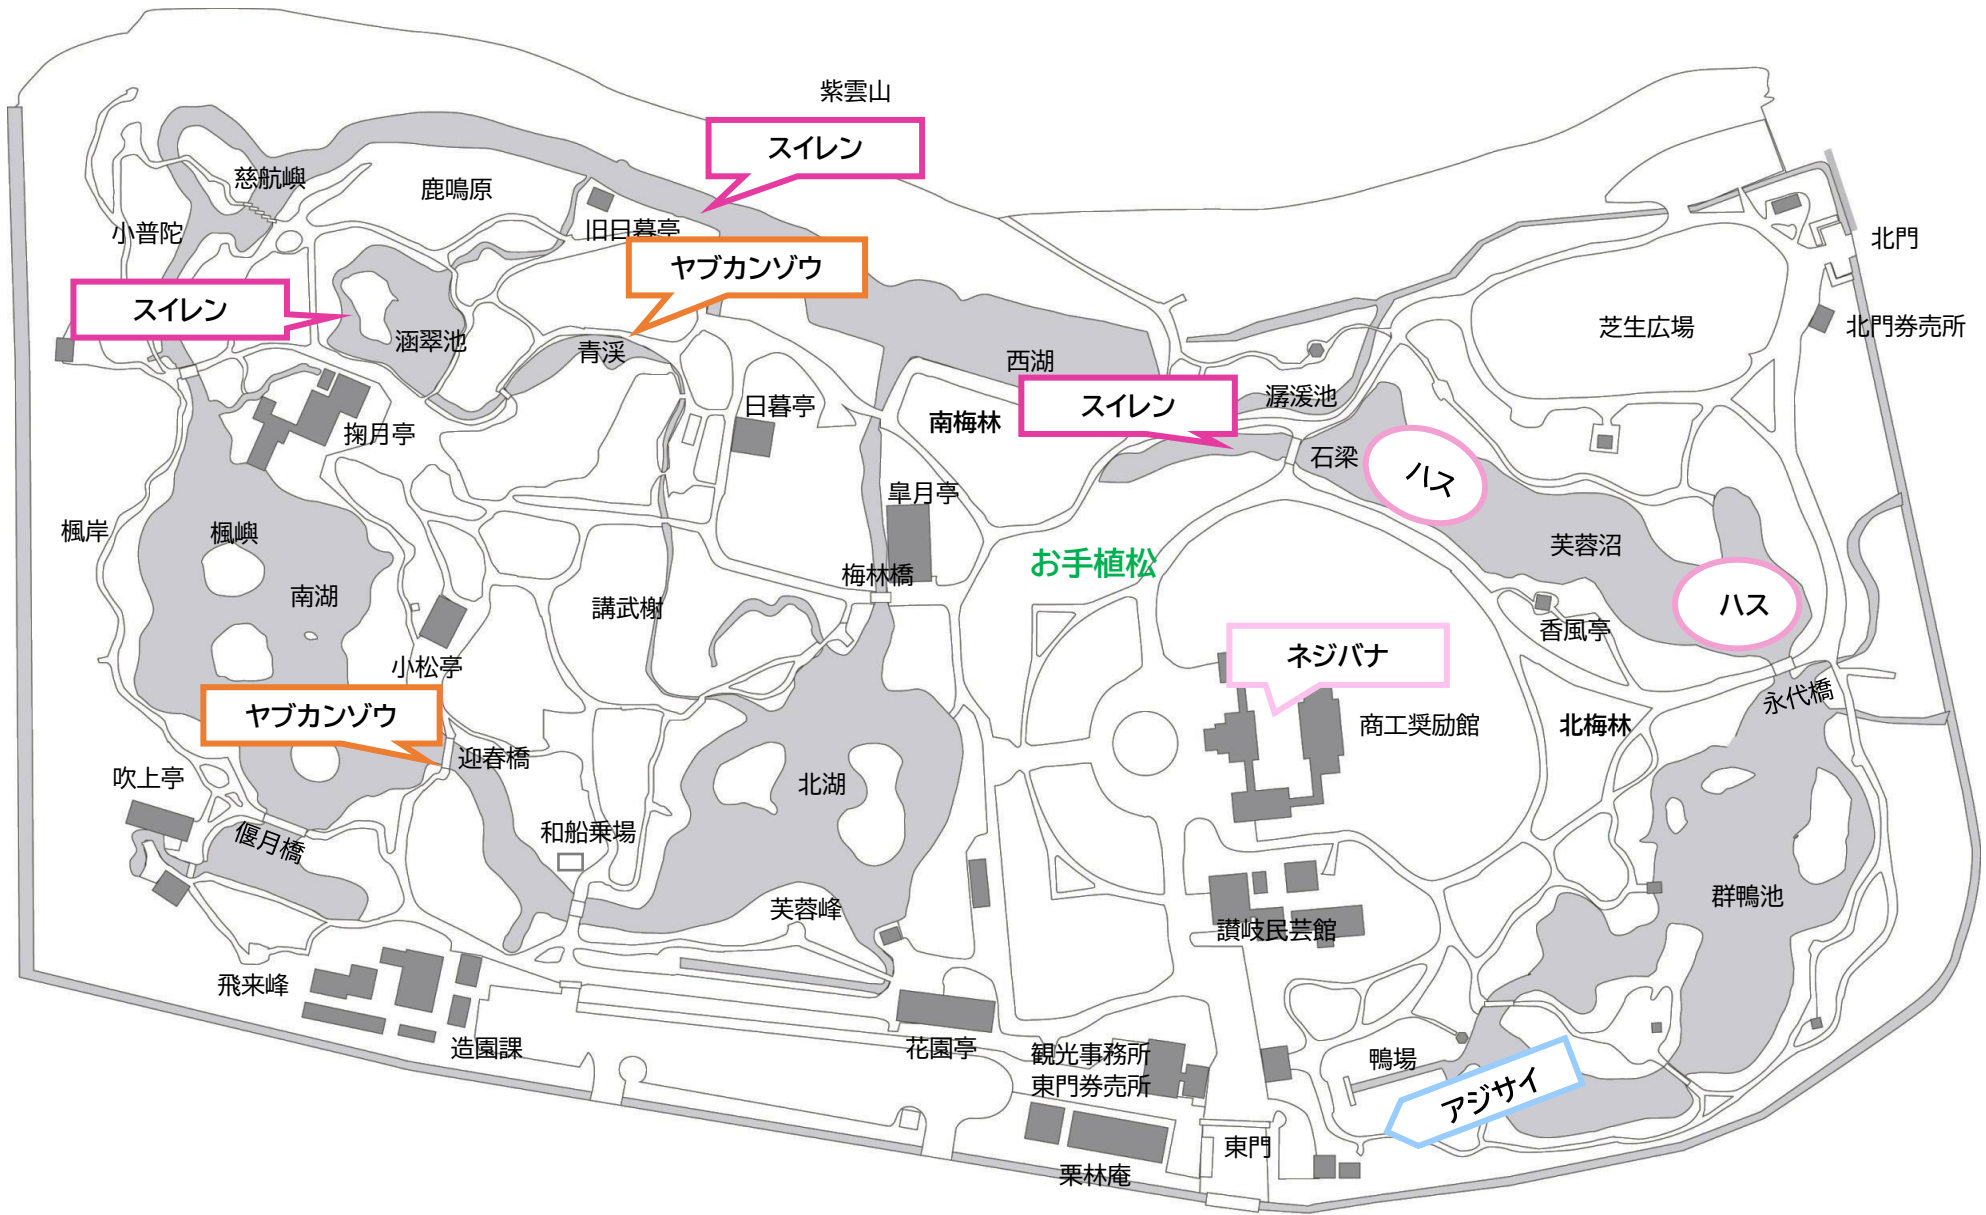 紫雲山
スイレン
慈航嶼
鹿鳴原
小普陀
旧日暮亭
北門
ヤブカンゾウ
スイレン
涵翠池
青渓
西湖
芝生広場
北門券売所
日暮亭
スイレン
潺湲池
南梅林
掬月亭
石梁
ハス
皐月亭
楓岸
楓嶼
芙蓉沼
お手植松
梅林橋
南湖
講武榭
ハス
香風亭
小松亭
ネジバナ
永代橋
ヤブカンゾウ
商工奨励館
北梅林
迎春橋
吹上亭
北湖
和船乗場
偃月橋
群鴨池
芙蓉峰
讃岐民芸館
飛来峰
造園課
花園亭
観光事務所
東門券売所
鴨場
アジサイ
東門
栗林庵